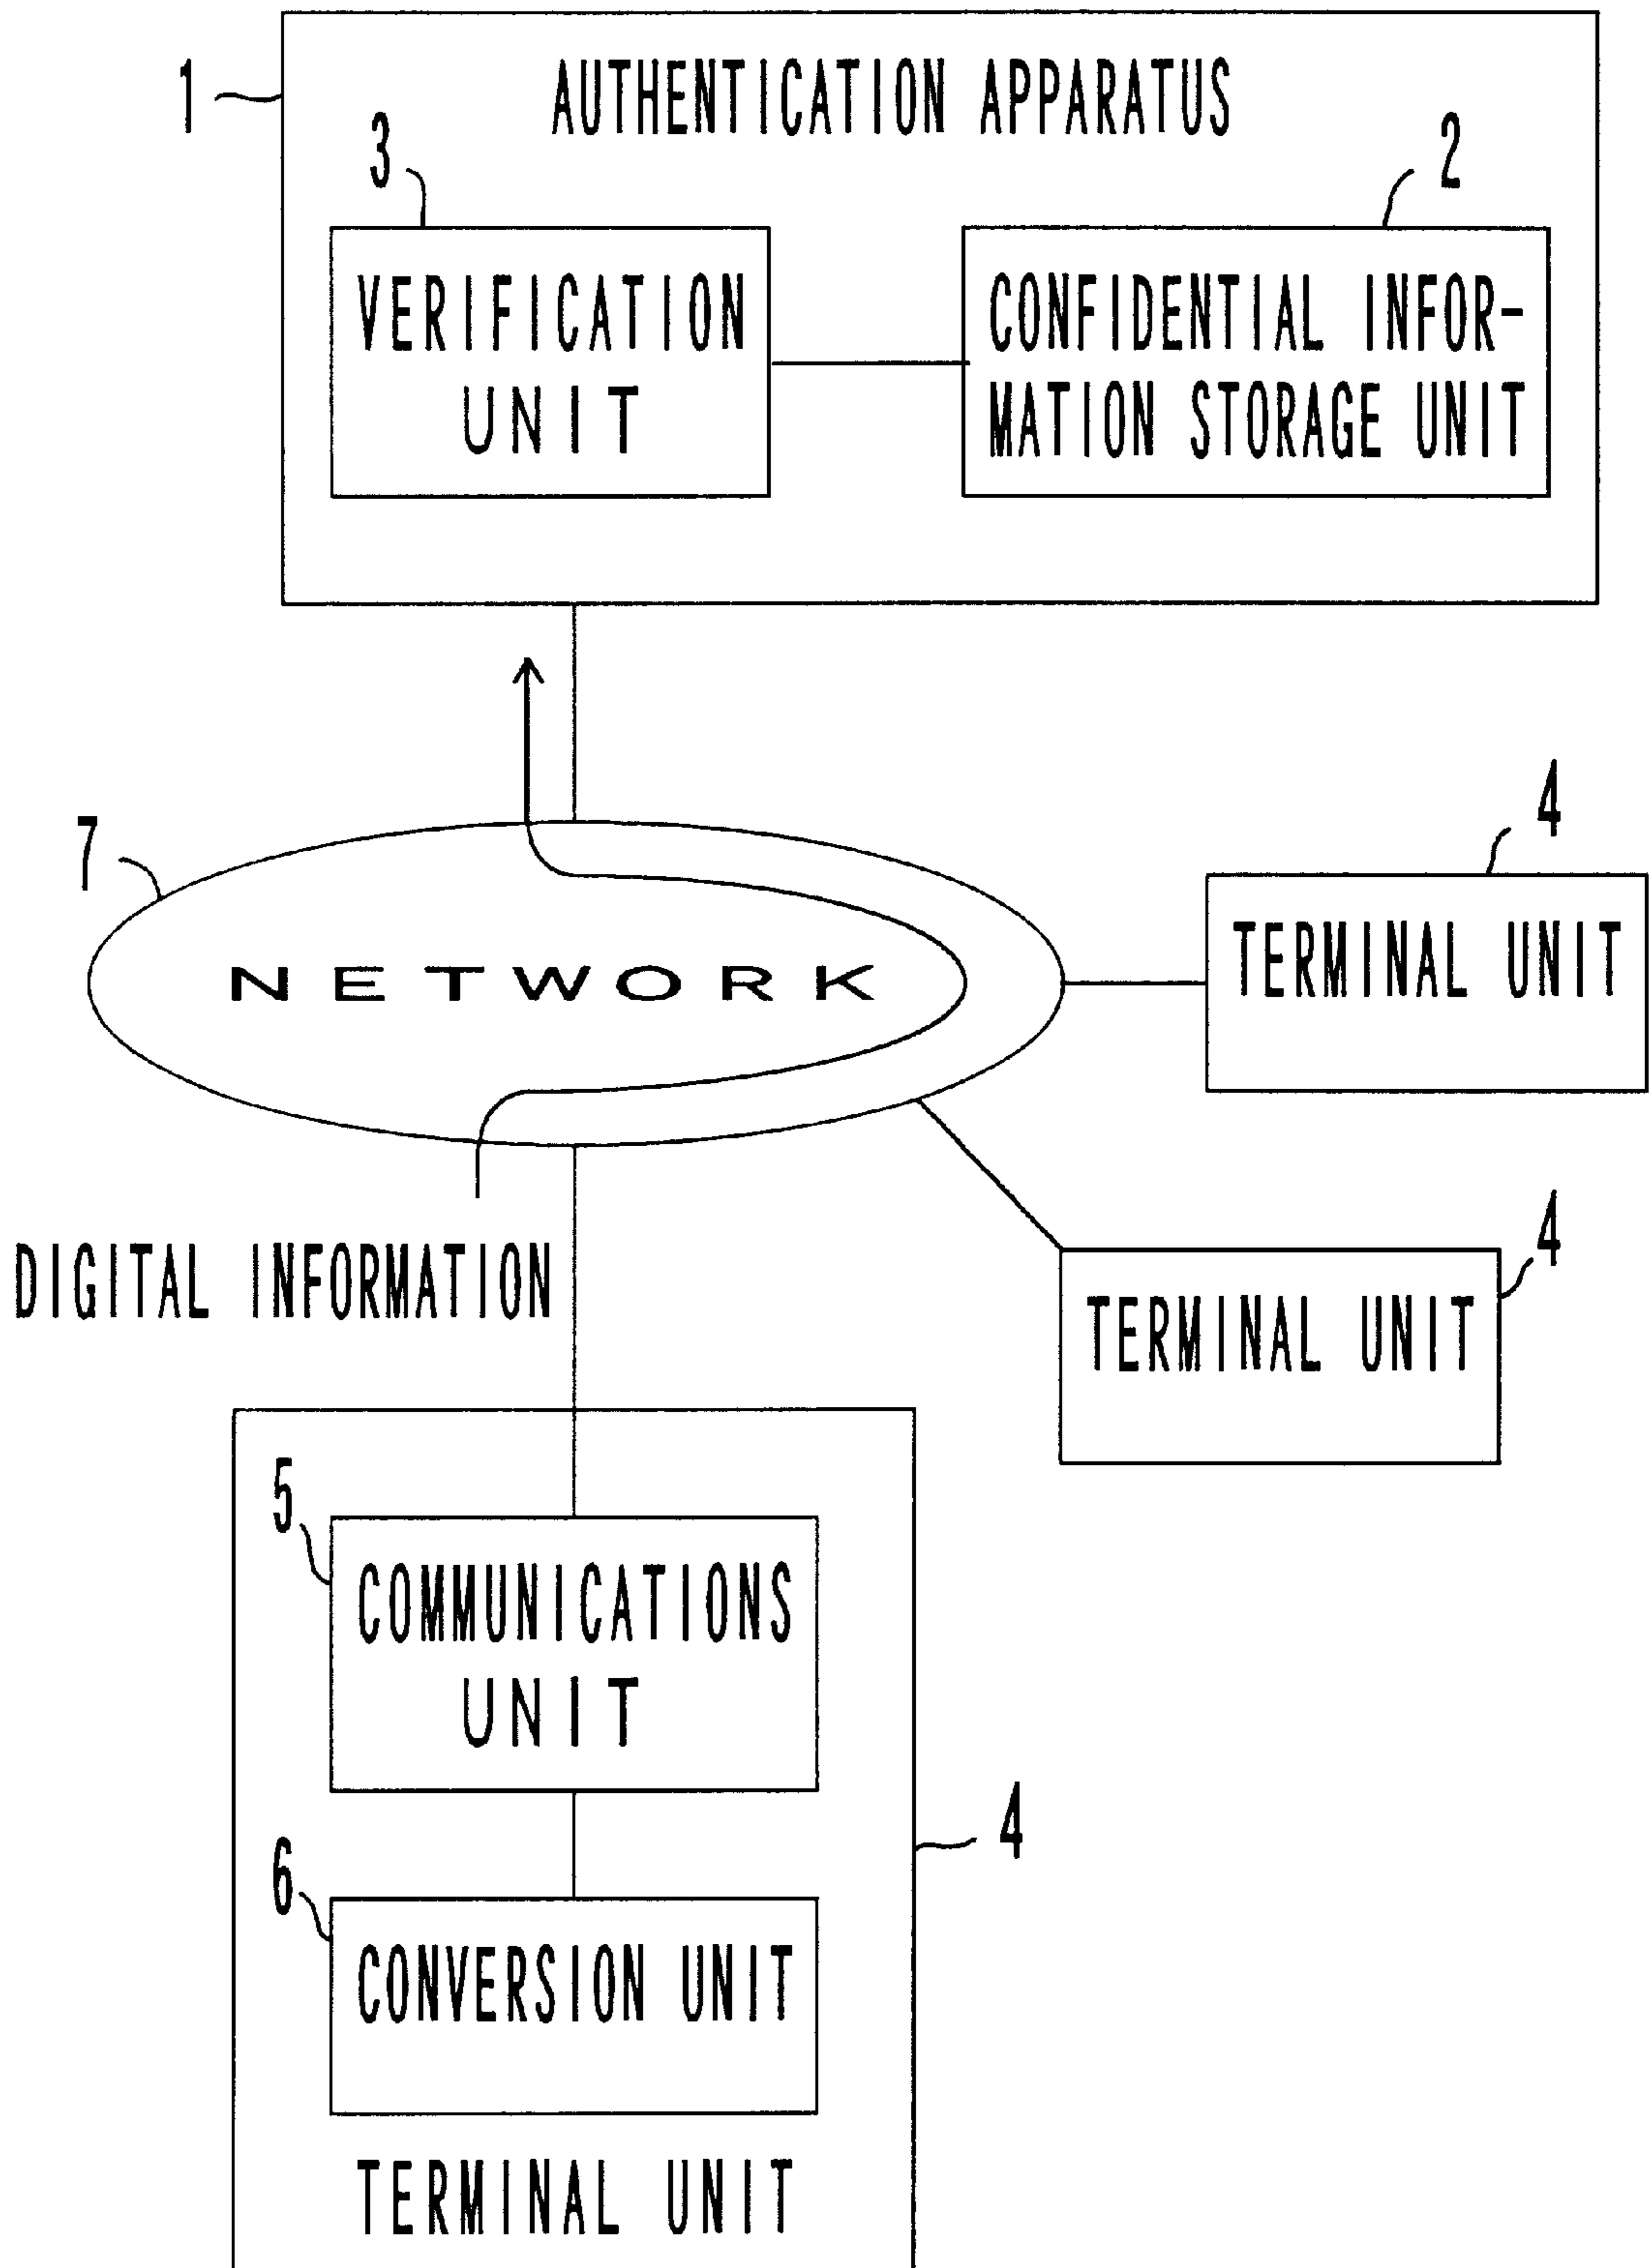 1
AUTHENTICATION APPARATUS
3
2
VERIFICATION
UNIT
CONFIDENTIAL INFOR-
MATION STORAGE UNIT
7
NETWORK
4
TERMINAL UNIT
DIGITAL INFORMATION
4
TERMINAL UNIT
5
COMMUNICATIONS
UNIT
4
6
CONVERSION UNIT
TERMINAL UNIT